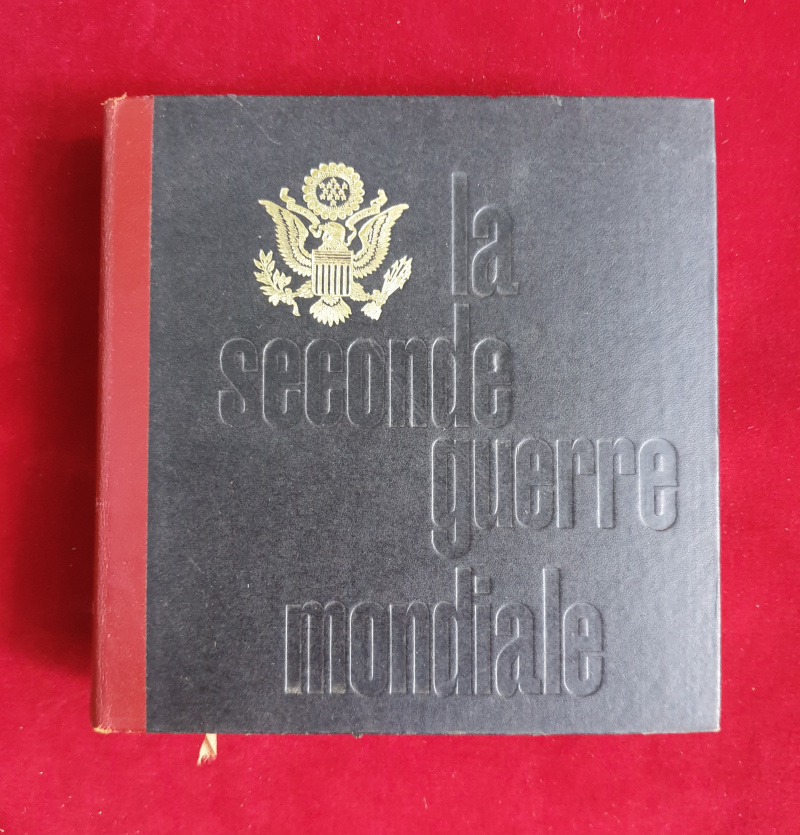 la
seconde
guerre
mondiale